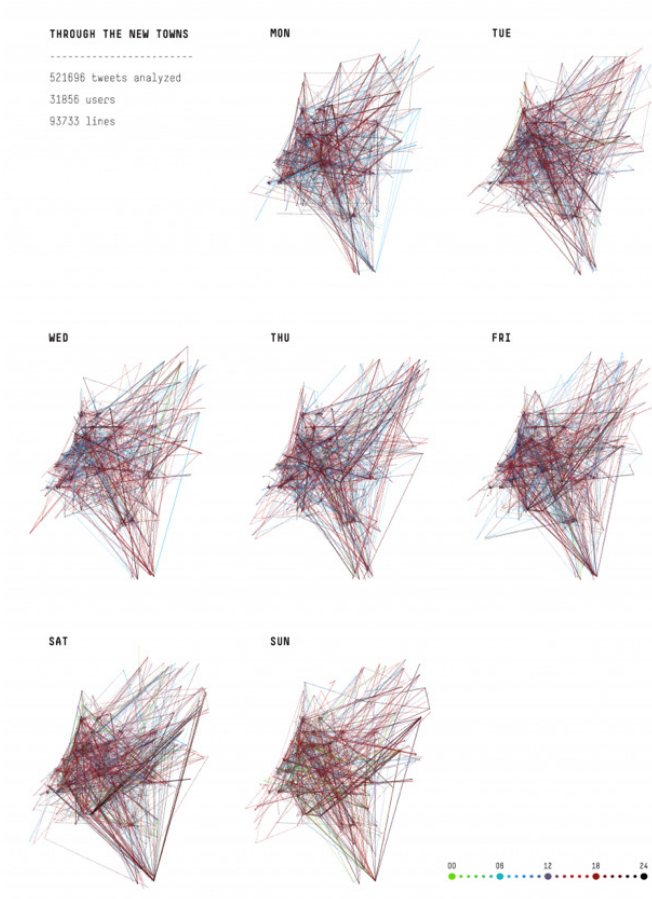 THROUGH THE NEW TOWNS
-----------------------
521696 tweets analyzed
31856 users
93733 lines
MON
TUE
WED
THU
FRI
SAT
SUN
00 06 12 18 24